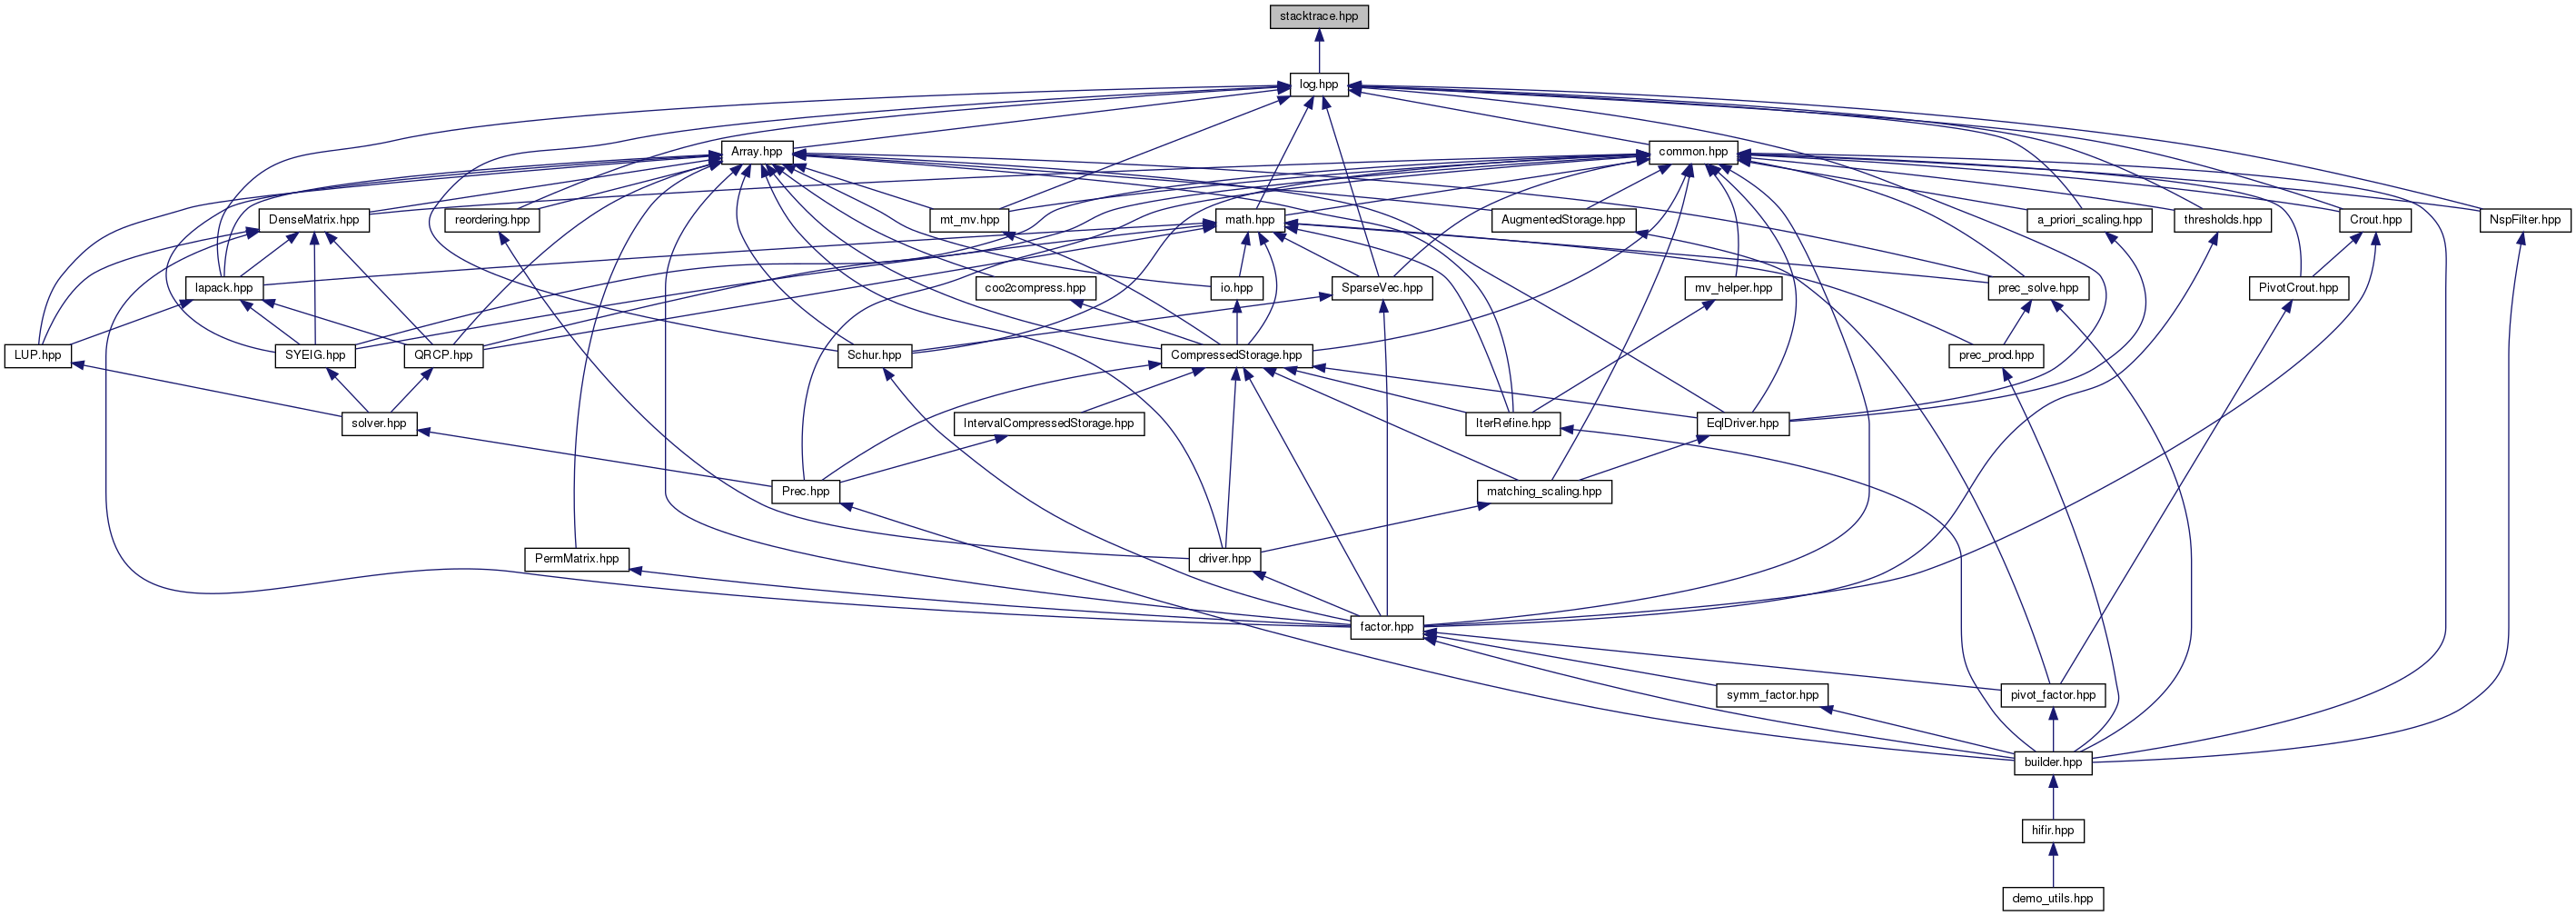 stacktrace.hpp
log.hpp
Array.hpp
common.hpp
DenseMatrix.hpp
reordering.hpp
mt_mv.hpp
math.hpp
AugmentedStorage.hpp
a_priori_scaling.hpp
thresholds.hpp
Crout.hpp
NspFilter.hpp
lapack.hpp
coo2compress.hpp
io.hpp
SparseVec.hpp
mv_helper.hpp
prec_solve.hpp
PivotCrout.hpp
LUP.hpp
SYEIG.hpp
QRCP.hpp
Schur.hpp
CompressedStorage.hpp
prec_prod.hpp
solver.hpp
IntervalCompressedStorage.hpp
IterRefine.hpp
EqlDriver.hpp
Prec.hpp
matching_scaling.hpp
PermMatrix.hpp
driver.hpp
factor.hpp
symm_factor.hpp
pivot_factor.hpp
builder.hpp
hifir.hpp
demo_utils.hpp